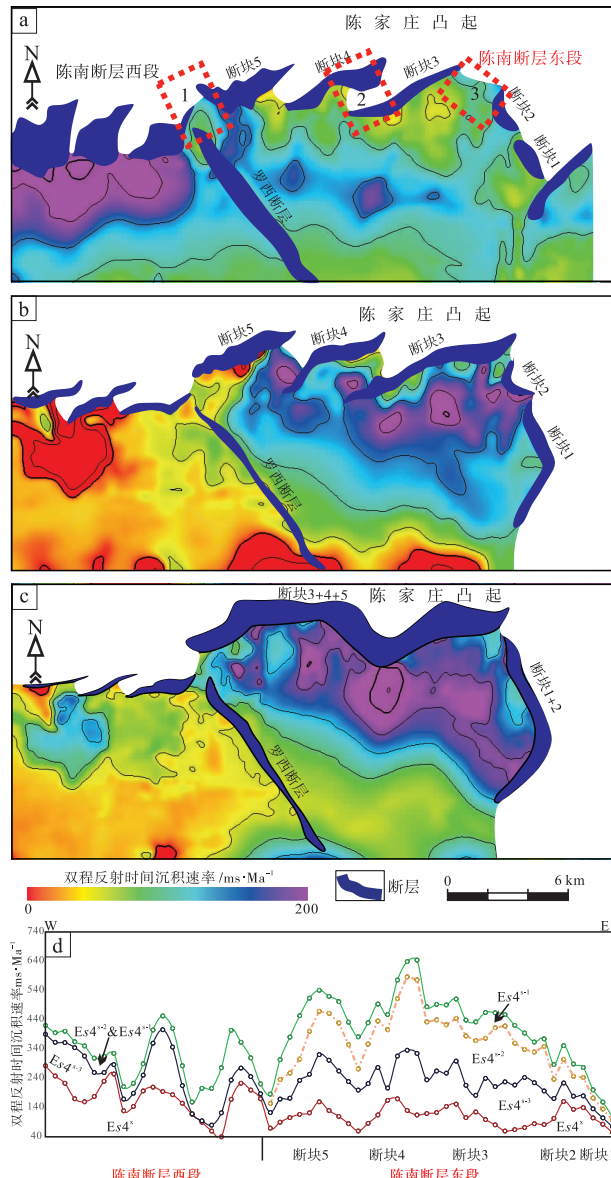 a
陈 家 庄 凸 起
N
陈南断层西段
断块5
断块4
断块3
陈南断层东段
1
2
3
断块2
断块1
罗西断层
b
陈 家 庄 凸 起
N
断块5
断块4
断块3
断块2
断块1
罗西断层
c
断块3+4+5
陈 家 庄 凸 起
N
断块1+2
罗西断层
双程反射时间沉积速率/ms·Ma⁻¹
0
200
断层
0
6 km
W
E
d
双程反射时间沉积速率/ms·Ma⁻¹
740
640
540
440
340
240
140
40
Es4ˢ⁻²&Es4ˢ⁻¹
Es4ˢ⁻³
Es4ˣ
Es4ˢ⁻¹
Es4ˢ⁻²
Es4ˢ⁻³
Es4ˣ
断块5
断块4
断块3
断块2
断块1
陈南断层西段
陈南断层东段